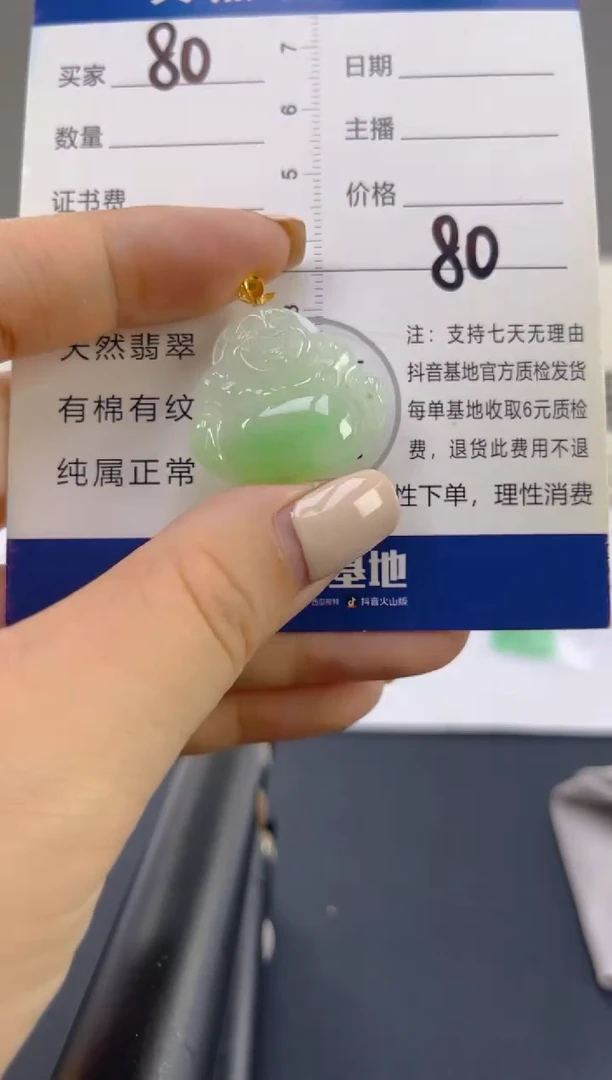 买家 80
日期
数量
主播
证书费
价格
80
7
6
5
天然翡翠
有棉有纹
纯属正常
注：支持七天无理由
抖音基地官方质检发货
每单基地收取6元质检
费，退货此费用不退
性下单，理性消费
基地
抖音火山版